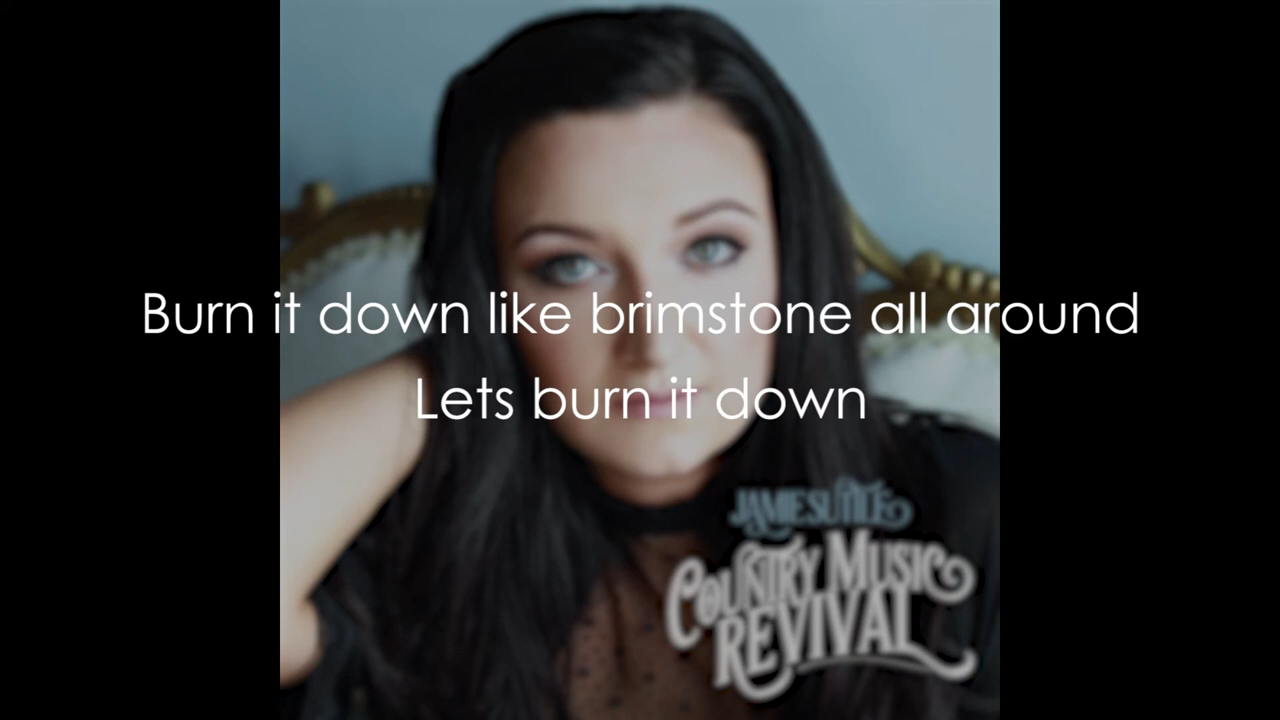 Burn it down like brimstone all around
Lets burn it down
JAMIE SUTTLE
COUNTRY MUSIC
REVIVAL